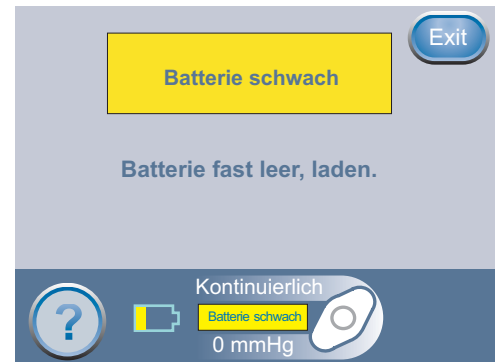 Exit
Batterie schwach
Batterie fast leer, laden.
Kontinuierlich
?
Batterie schwach
0 mmHg